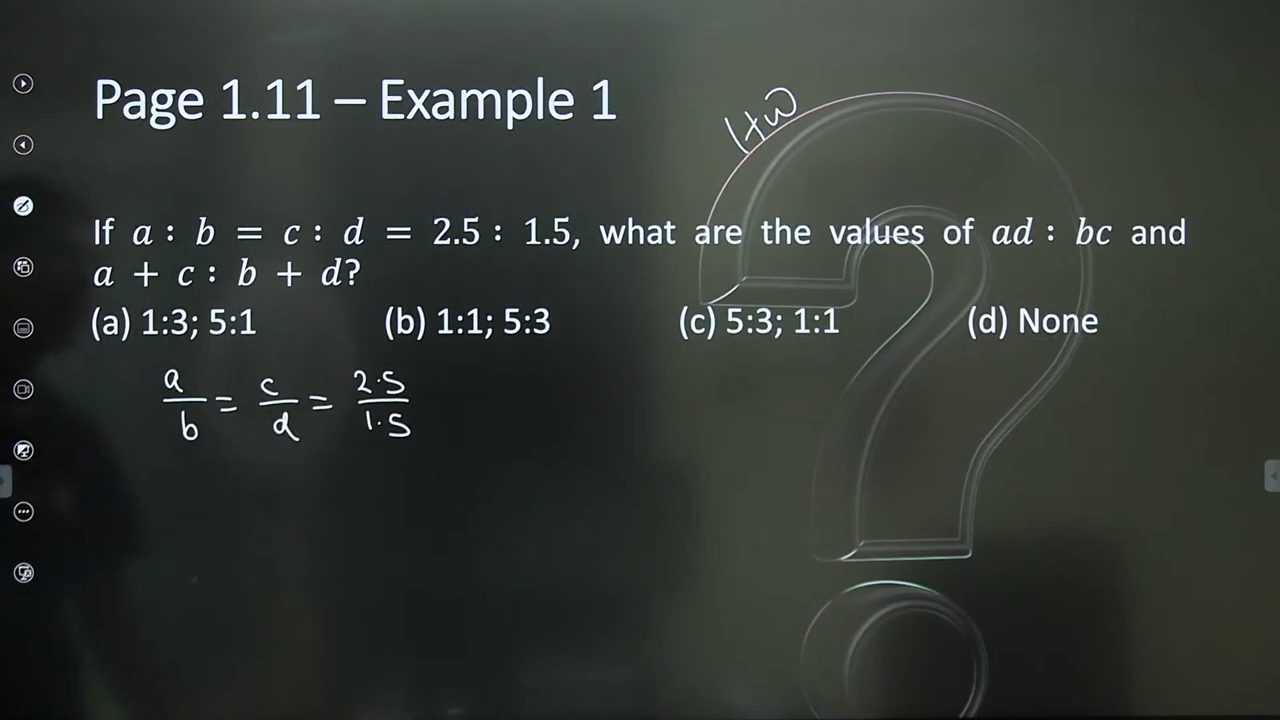 Page 1.11 – Example 1
HW
If a : b = c : d = 2.5 : 1.5, what are the values of ad : bc and
a + c : b + d?
(a) 1:3; 5:1 (b) 1:1; 5:3 (c) 5:3; 1:1 (d) None
a/b = c/d = 2.5/1.5